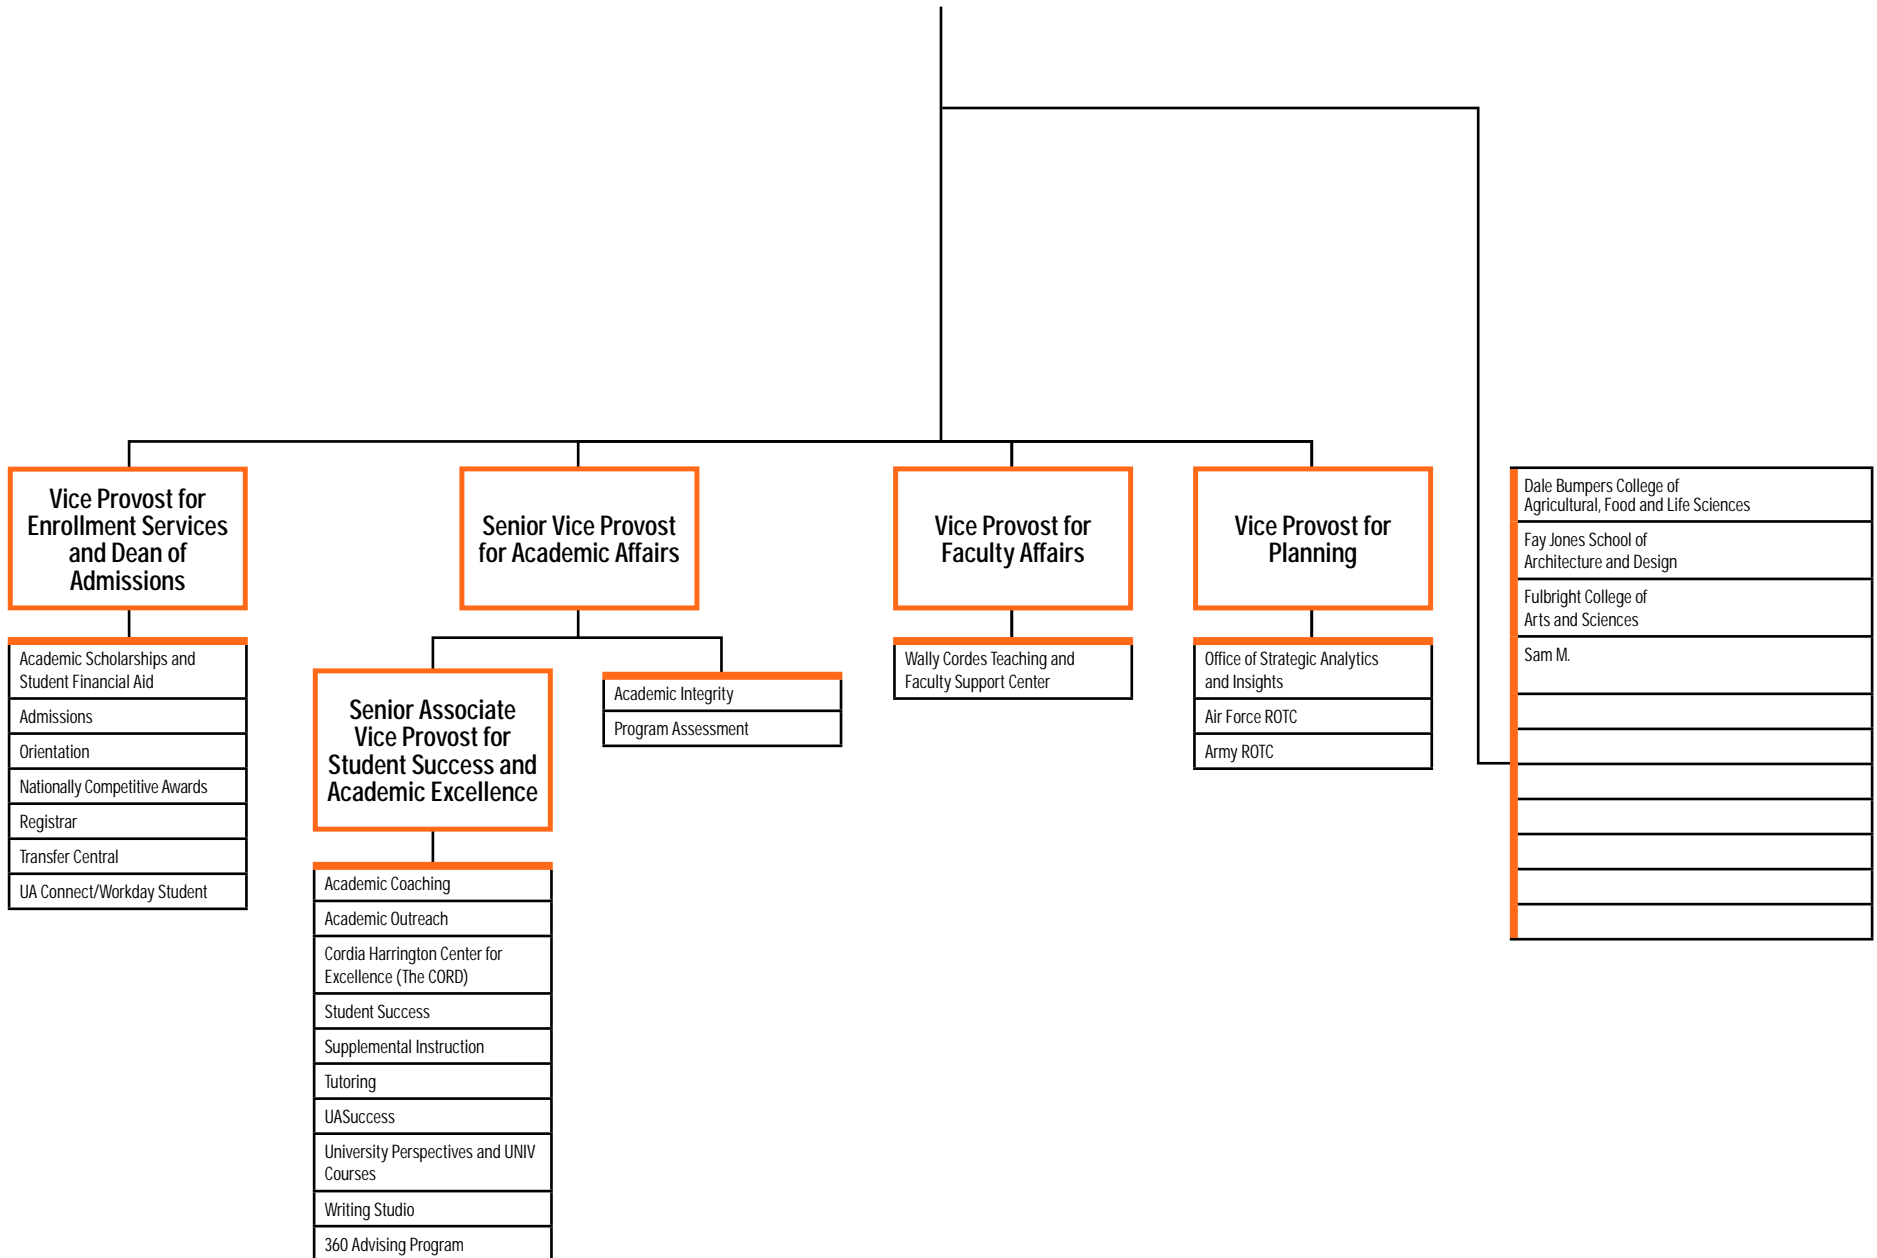 Vice Provost for
Enrollment Services
and Dean of
Admissions
Academic Scholarships and
Student Financial Aid
Admissions
Orientation
Nationally Competitive Awards
Registrar
Transfer Central
UA Connect/Workday Student
Senior Vice Provost
for Academic Affairs
Senior Associate
Vice Provost for
Student Success and
Academic Excellence
Academic Coaching
Academic Outreach
Cordia Harrington Center for
Excellence (The CORD)
Student Success
Supplemental Instruction
Tutoring
UASuccess
University Perspectives and UNIV
Courses
Writing Studio
360 Advising Program
Academic Integrity
Program Assessment
Vice Provost for
Faculty Affairs
Wally Cordes Teaching and
Faculty Support Center
Vice Provost for
Planning
Office of Strategic Analytics
and Insights
Air Force ROTC
Army ROTC
Dale Bumpers College of
Agricultural, Food and Life Sciences
Fay Jones School of
Architecture and Design
Fulbright College of
Arts and Sciences
Sam M.